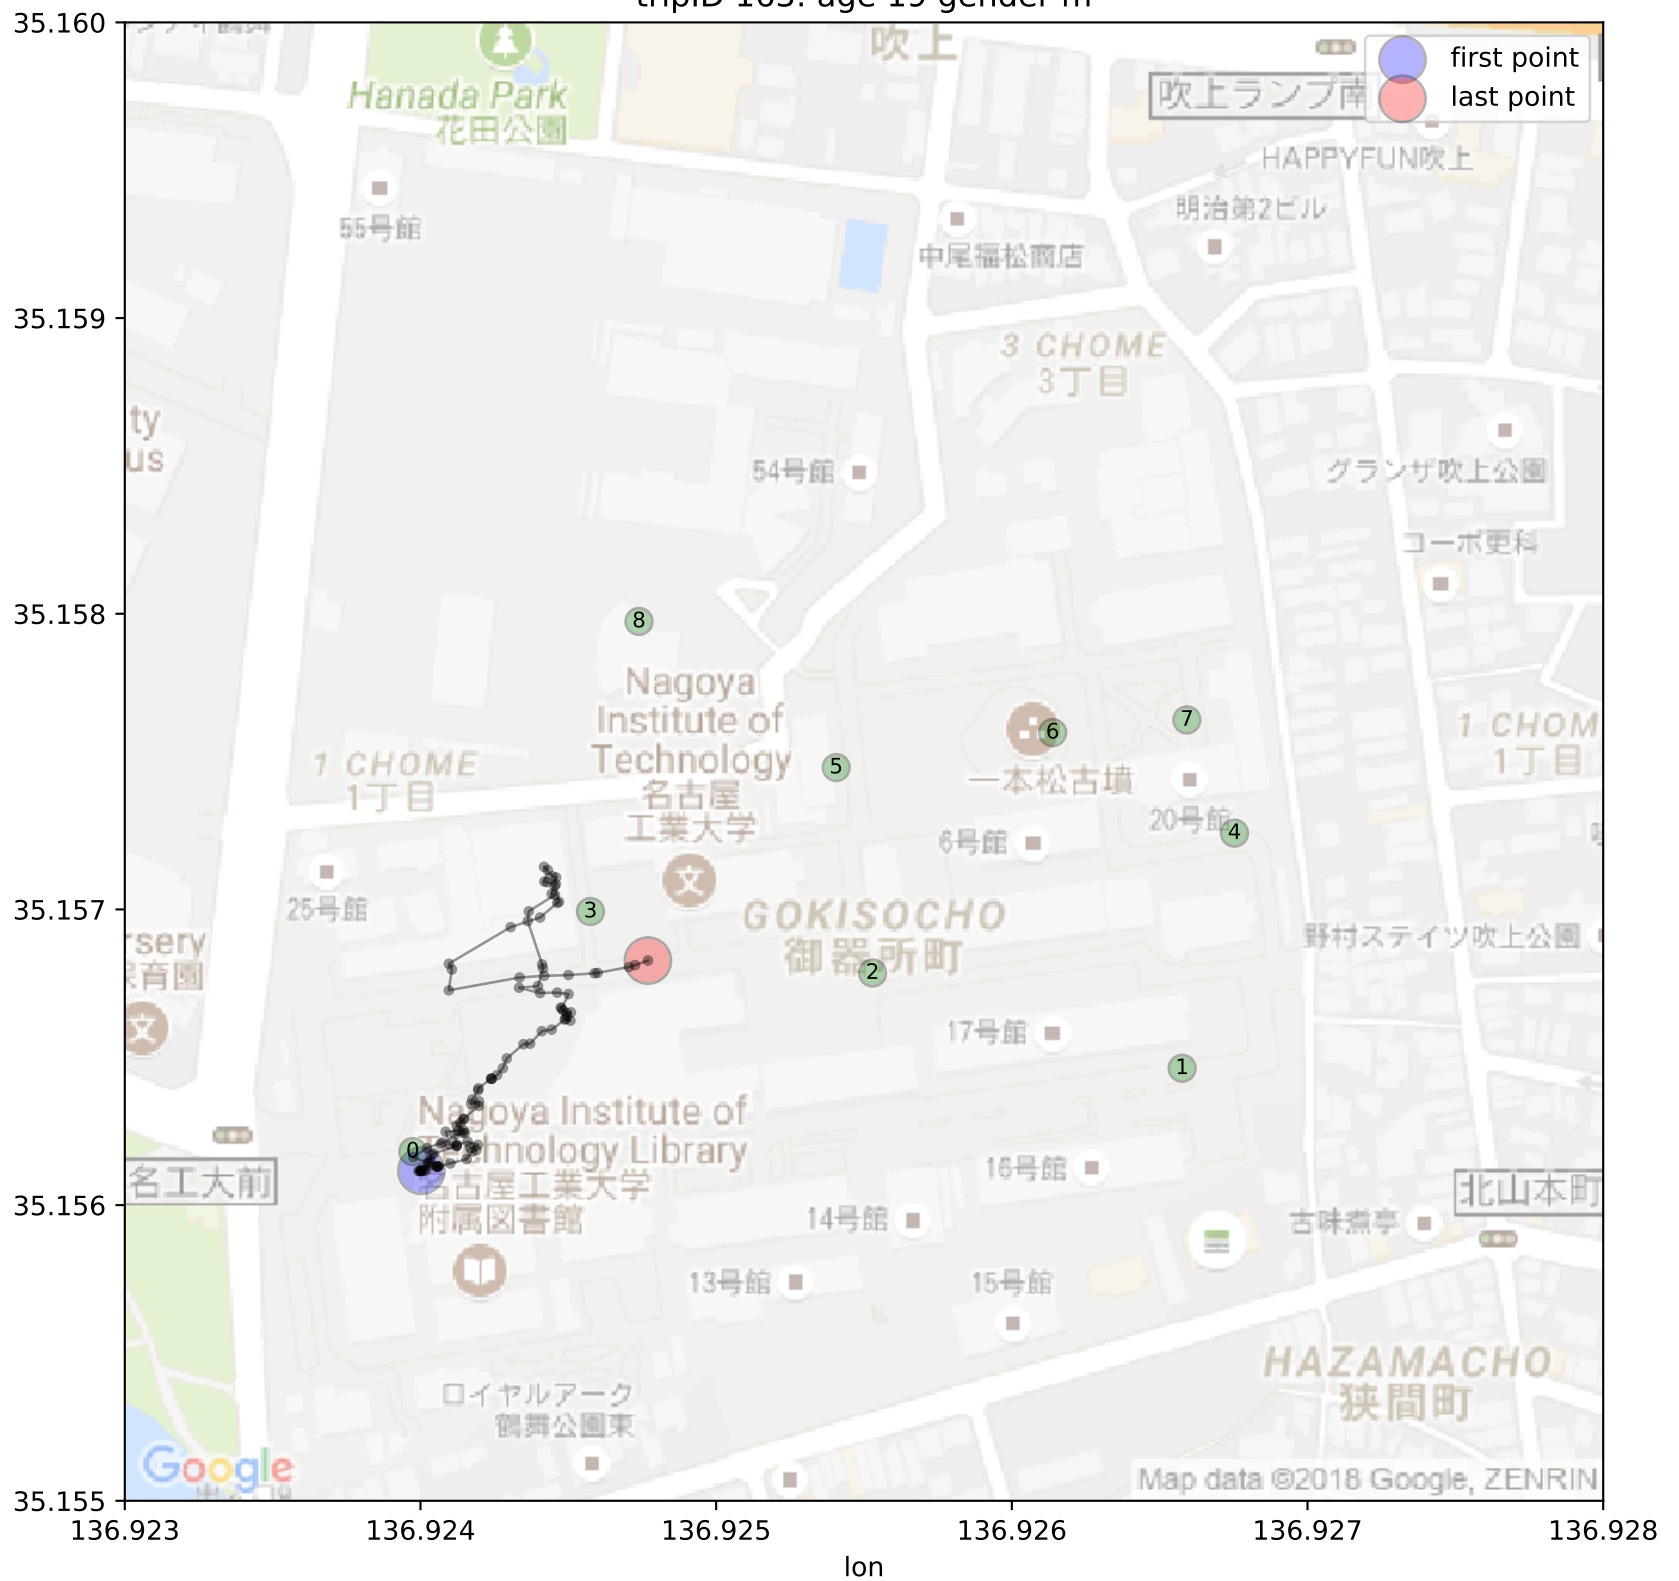 35.160
吹上
first point
last point
Hanada Park
花田公園
吹上ランプ南
HAPPYFUN吹上
明治第2ビル
55号館
中尾福松商店
35.159
3 CHOME
3丁目
ty
us
54号館
グランザ吹上公園
コーポ更科
35.158
8
Nagoya
Institute of
Technology
名古屋
工業大学
7
6
1 CHOM
1丁目
5
1 CHOME
1丁目
一本松古墳
20号館
4
6号館
35.157
25号館
3
GOKISOCHO
御器所町
野村ステイツ吹上公園
rsery
保育園
2
17号館
1
Nagoya Institute of
Technology Library
名古屋工業大学
附属図書館
0
名工大前
16号館
北山本町
35.156
14号館
古味煮亭
13号館
15号館
HAZAMACHO
狭間町
ロイヤルアーク
鶴舞公園東
Google
Map data ©2018 Google, ZENRIN
35.155
136.923
136.924
136.925
136.926
136.927
136.928
lon